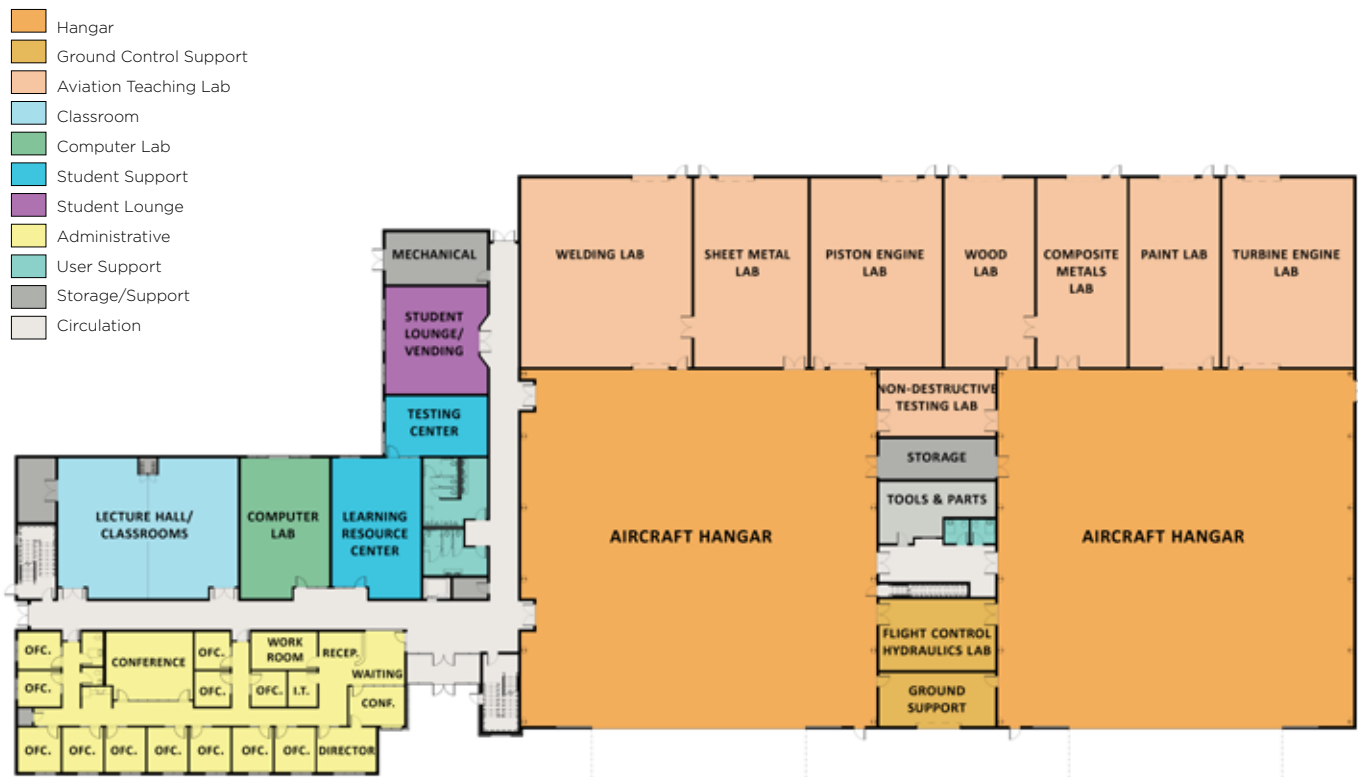 Hangar
Ground Control Support
Aviation Teaching Lab
Classroom
Computer Lab
Student Support
Student Lounge
Administrative
User Support
Storage/Support
Circulation
MECHANICAL
STUDENT
LOUNGE/
VENDING
TESTING
CENTER
LECTURE HALL/
CLASSROOMS
COMPUTER
LAB
LEARNING
RESOURCE
CENTER
WELDING LAB
SHEET METAL
LAB
PISTON ENGINE
LAB
WOOD
LAB
COMPOSITE
METALS
LAB
PAINT LAB
TURBINE ENGINE
LAB
NON-DESTRUCTIVE
TESTING LAB
STORAGE
TOOLS & PARTS
AIRCRAFT HANGAR
AIRCRAFT HANGAR
FLIGHT CONTROL
HYDRAULICS LAB
GROUND
SUPPORT
OFC.
CONFERENCE
OFC.
WORK
ROOM
RECEP.
WAITING
OFC.
OFC.
OFC.
I.T.
CONF.
OFC.
OFC.
OFC.
OFC.
OFC.
OFC.
OFC.
DIRECTOR